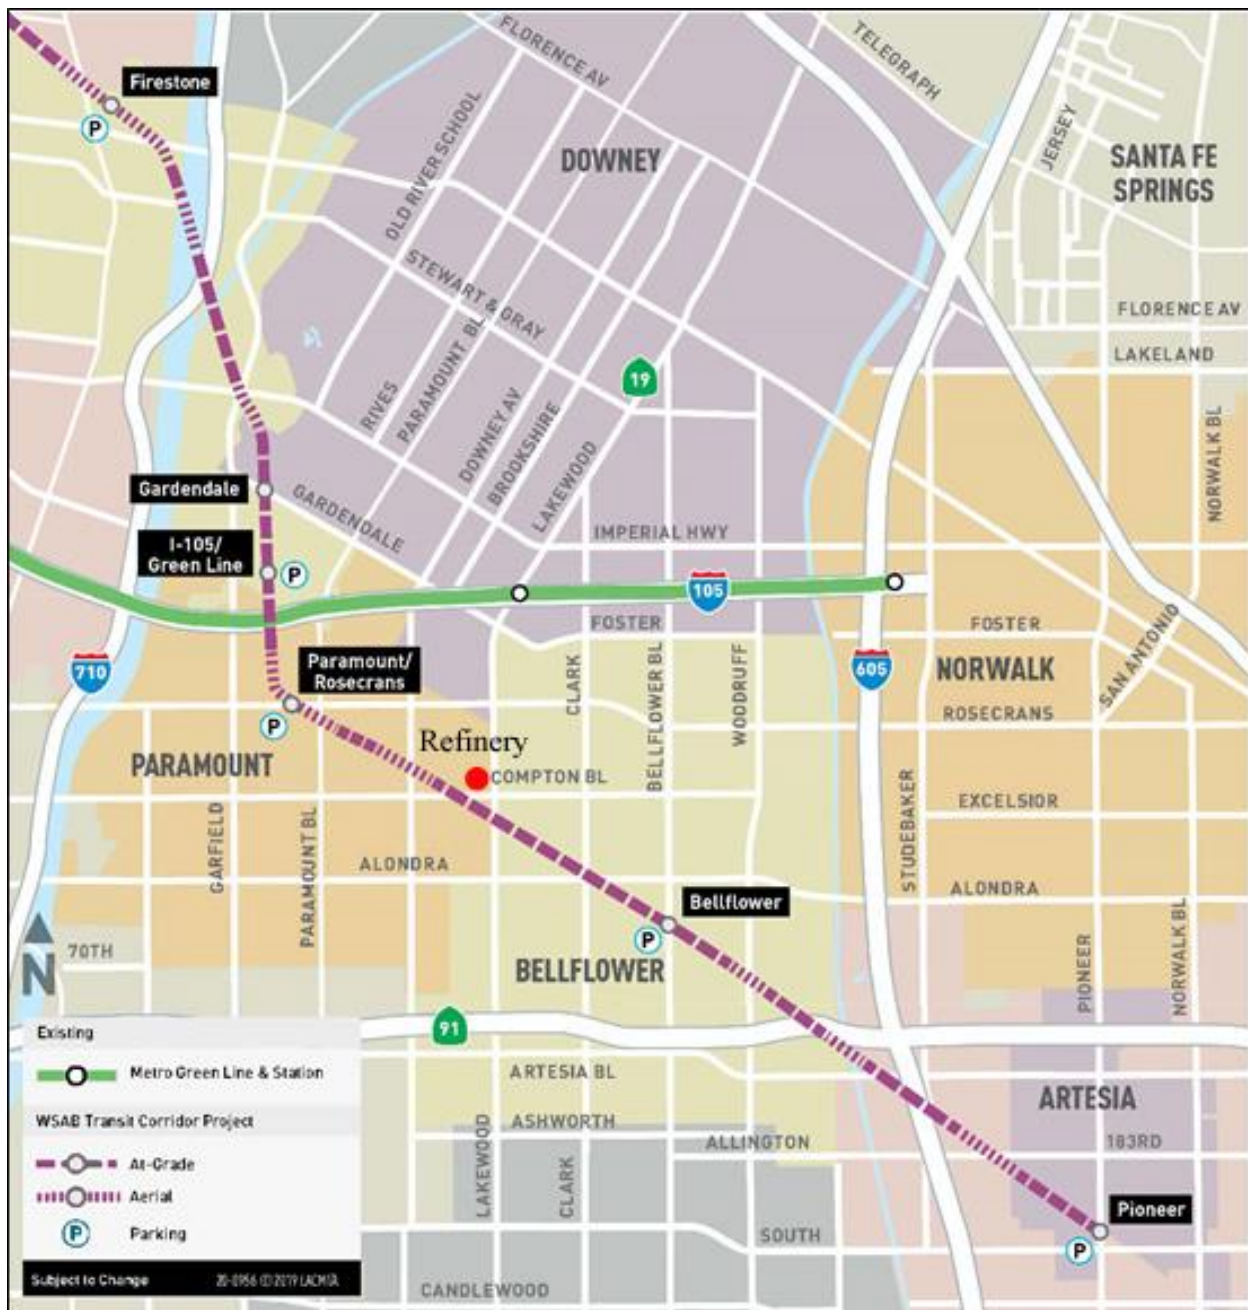 FLORENCE AV
TELEGRAPH
Firestone
P
JERSEY
DOWNEY
SANTA FE
SPRINGS
OLD RIVER SCHOOL
STEWART & GRAY
FLORENCE AV
LAKELAND
PARAMOUNT BL
19
RIVES
DOWNEY AV
BROOKSHIRE
LAKEWOOD
NORWALK BL
Gardendale
GARDENDALE
IMPERIAL HWY
I-105/
Green Line
P
105
FOSTER
FOSTER
SAN ANTONIO
710
Paramount/
Rosecrans
605
NORWALK
CLARK
BELLFLOWER BL
WOODRUFF
P
ROSECRANS
Refinery
PARAMOUNT
COMPTON BL
STUDEBAKER
EXCELSIOR
GARFIELD
PARAMOUNT BL
ALONDRA
ALONDRA
Bellflower
P
70TH
N
BELLFLOWER
PIONEER
NORWALK BL
91
Existing
Metro Green Line & Station
WSAB Transit Corridor Project
At-Grade
Aerial
P
Parking
Subject to Change
20-0956 ©2019 LACMTA
ARTESIA BL
ARTESIA
ASHWORTH
LAKEWOOD
CLARK
ALLINGTON
183RD
Pioneer
SOUTH
P
CANDLEWOOD